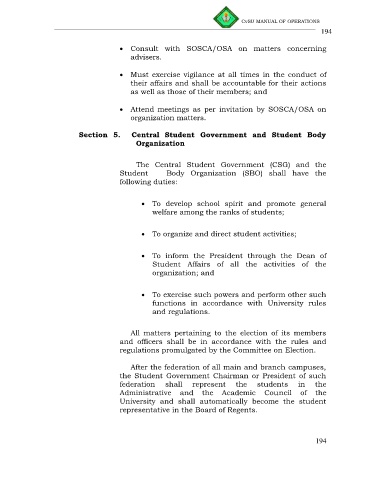 CvSU MANUAL OF OPERATIONS
194
• Consult with SOSCA/OSA on matters concerning
advisers.
• Must exercise vigilance at all times in the conduct of
their affairs and shall be accountable for their actions
as well as those of their members; and
• Attend meetings as per invitation by SOSCA/OSA on
organization matters.
Section 5. Central Student Government and Student Body
Organization
The Central Student Government (CSG) and the
Student Body Organization (SBO) shall have the
following duties:
• To develop school spirit and promote general
welfare among the ranks of students;
• To organize and direct student activities;
• To inform the President through the Dean of
Student Affairs of all the activities of the
organization; and
• To exercise such powers and perform other such
functions in accordance with University rules
and regulations.
All matters pertaining to the election of its members
and officers shall be in accordance with the rules and
regulations promulgated by the Committee on Election.
After the federation of all main and branch campuses,
the Student Government Chairman or President of such
federation shall represent the students in the
Administrative and the Academic Council of the
University and shall automatically become the student
representative in the Board of Regents.
194